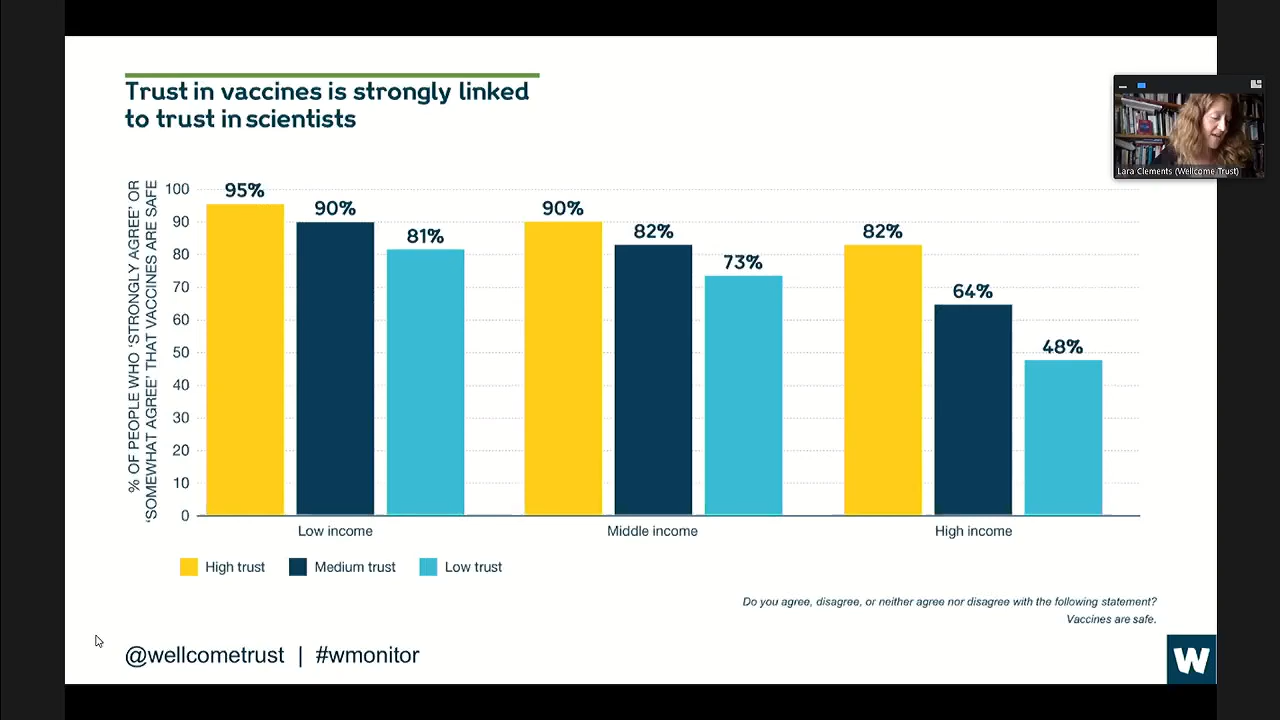 Trust in vaccines is strongly linked
to trust in scientists
Lara Clements (Wellcome Trust)
% OF PEOPLE WHO ‘STRONGLY AGREE’ OR
‘SOMEWHAT AGREE’ THAT VACCINES ARE SAFE
100
90
80
70
60
50
40
30
20
10
0
95%
90%
81%
90%
82%
73%
82%
64%
48%
Low income
Middle income
High income
High trust
Medium trust
Low trust
Do you agree, disagree, or neither agree nor disagree with the following statement?
Vaccines are safe.
@wellcometrust | #wmonitor
W